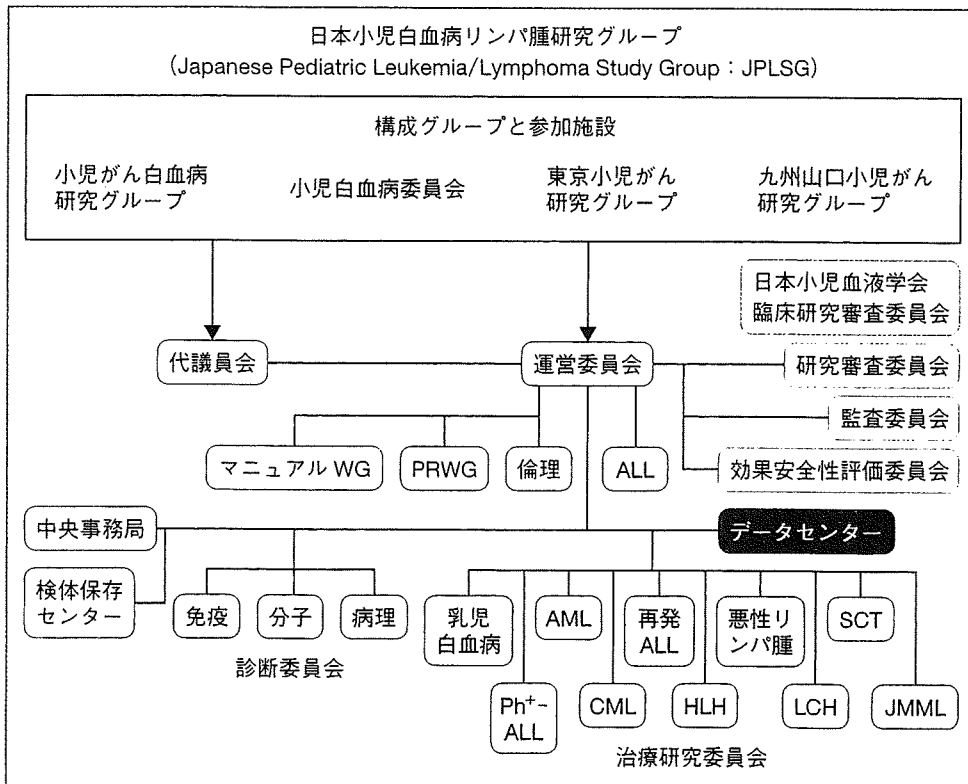 日本小児白血病リンパ腫研究グループ
(Japanese Pediatric Leukemia/Lymphoma Study Group：JPLSG)
構成グループと参加施設
小児がん白血病
研究グループ
小児白血病委員会
東京小児がん
研究グループ
九州山口小児がん
研究グループ
日本小児血液学会
臨床研究審査委員会
代議員会
運営委員会
研究審査委員会
監査委員会
マニュアル WG
PRWG
倫理
ALL
効果安全性評価委員会
中央事務局
データセンター
検体保存
センター
免疫
分子
病理
診断委員会
乳児
白血病
AML
再発
ALL
悪性リ
ンパ腫
SCT
Ph⁺-
ALL
CML
HLH
LCH
JMML
治療研究委員会